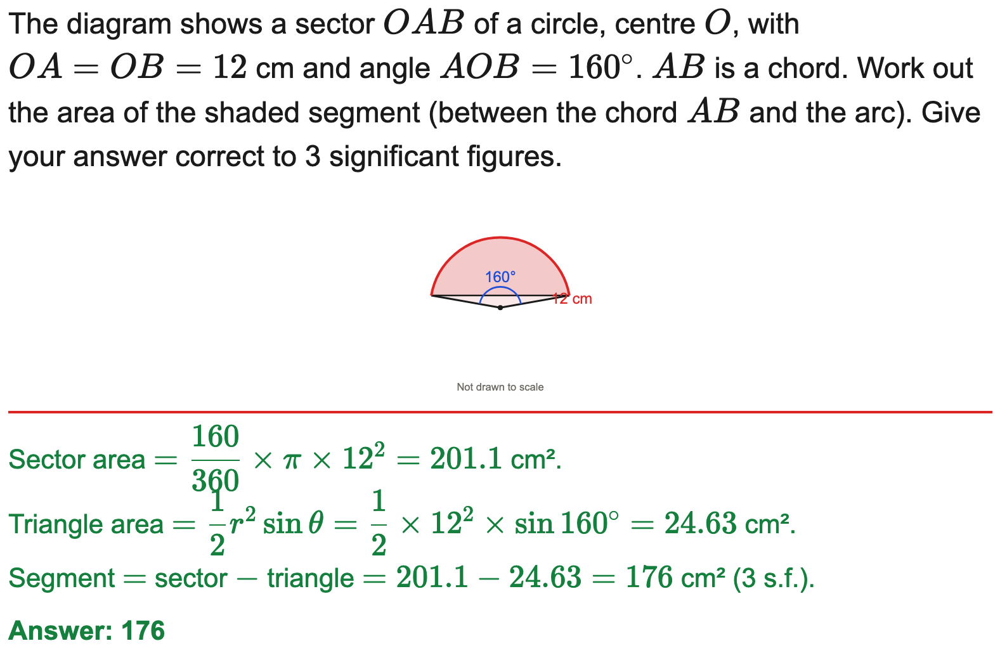 The diagram shows a sector OAB of a circle, centre O, with
OA = OB = 12 cm and angle AOB = 160°. AB is a chord. Work out
the area of the shaded segment (between the chord AB and the arc). Give
your answer correct to 3 significant figures.
160°
12 cm
Not drawn to scale
Sector area = 160/360 × π × 12² = 201.1 cm².
Triangle area = 1/2 r² sin θ = 1/2 × 12² × sin 160° = 24.63 cm².
Segment = sector − triangle = 201.1 − 24.63 = 176 cm² (3 s.f.).
Answer: 176